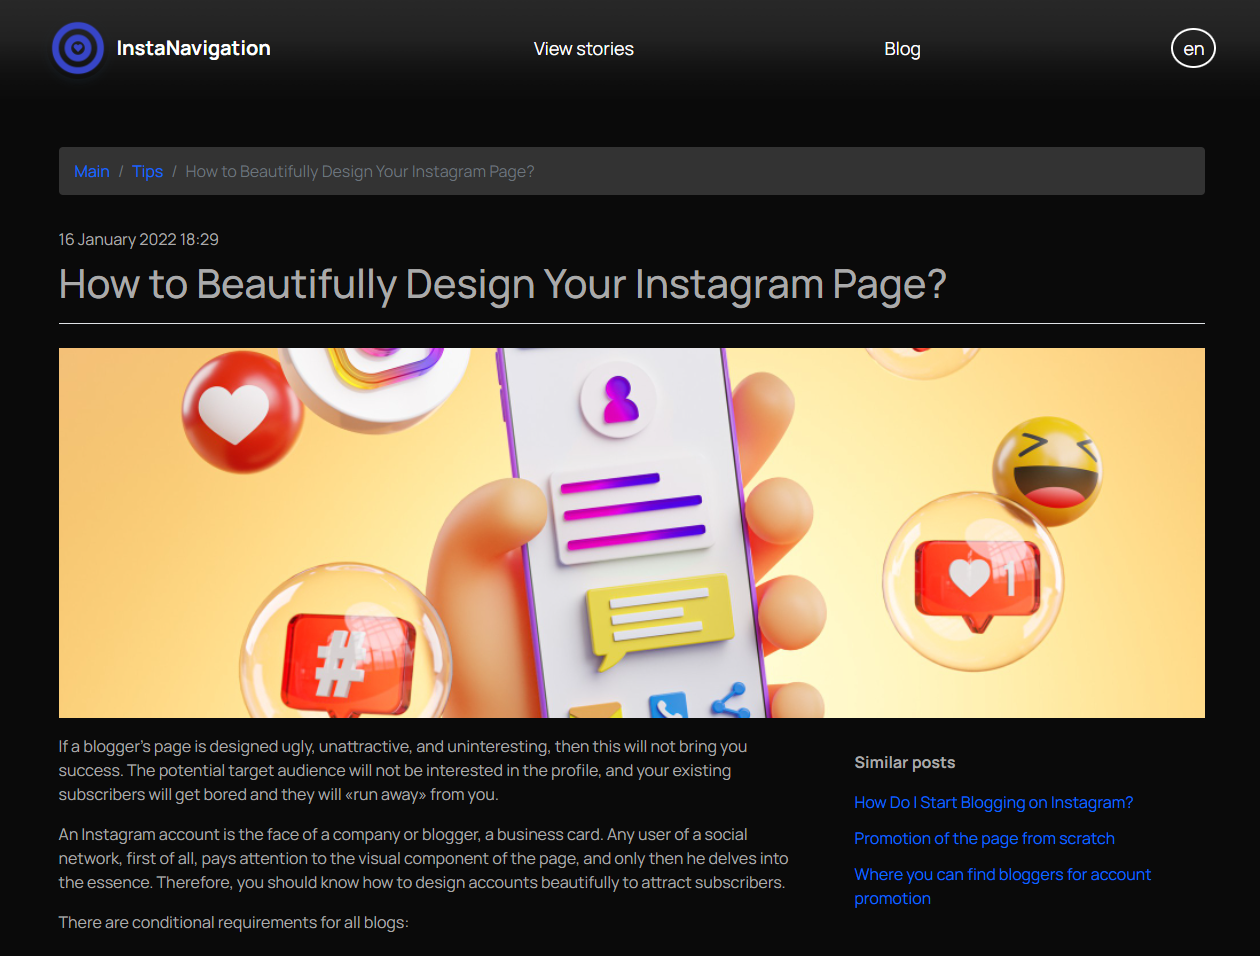 InstaNavigation
View stories
Blog
en
Main / Tips / How to Beautifully Design Your Instagram Page?
16 January 2022 18:29
How to Beautifully Design Your Instagram Page?
#
1
If a blogger's page is designed ugly, unattractive, and uninteresting, then this will not bring you
success. The potential target audience will not be interested in the profile, and your existing
subscribers will get bored and they will «run away» from you.
An Instagram account is the face of a company or blogger, a business card. Any user of a social
network, first of all, pays attention to the visual component of the page, and only then he delves into
the essence. Therefore, you should know how to design accounts beautifully to attract subscribers.
There are conditional requirements for all blogs:
Similar posts
How Do I Start Blogging on Instagram?
Promotion of the page from scratch
Where you can find bloggers for account
promotion